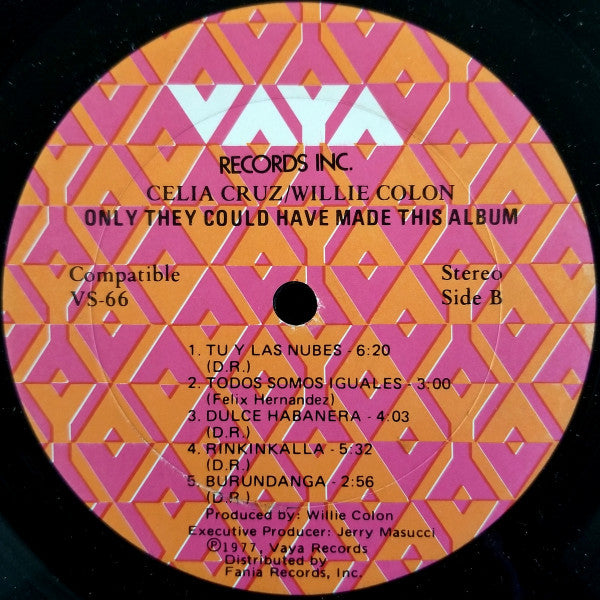 VAYA
RECORDS INC.
CELIA CRUZ/WILLIE COLON
ONLY THEY COULD HAVE MADE THIS ALBUM
Compatible
VS-66
Stereo
Side B
1. TU Y LAS NUBES - 6:20
(D.R.)
2. TODOS SOMOS IGUALES - 3:00
(Felix Hernandez)
3. DULCE HABANERA - 4:03
(D.R.)
4. RINKINKALLA - 5:32
(D.R.)
5. BURUNDANGA - 2:56
(D.R.)
Produced by: Willie Colon
Executive Producer: Jerry Masucci
℗1977, Vaya Records
Distributed by
Fania Records, Inc.